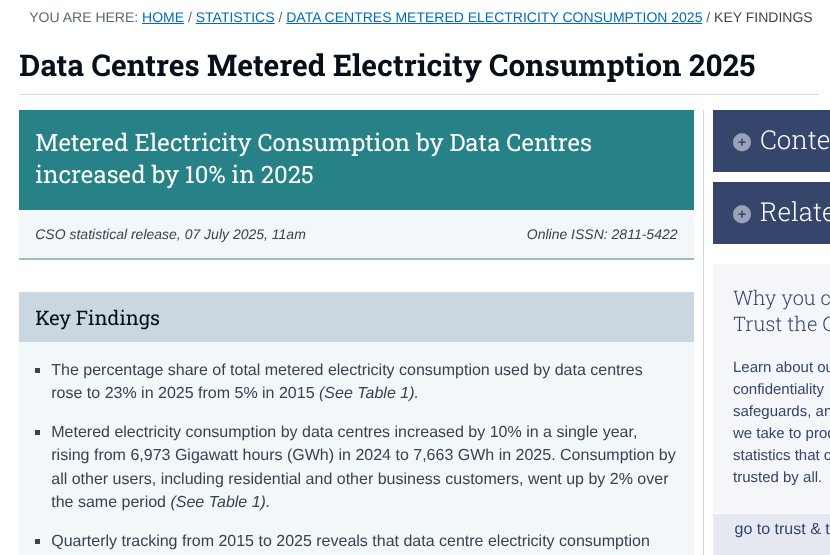 YOU ARE HERE: HOME / STATISTICS / DATA CENTRES METERED ELECTRICITY CONSUMPTION 2025 / KEY FINDINGS
Data Centres Metered Electricity Consumption 2025
Metered Electricity Consumption by Data Centres
increased by 10% in 2025
CSO statistical release, 07 July 2025, 11am
Online ISSN: 2811-5422
Key Findings
The percentage share of total metered electricity consumption used by data centres
rose to 23% in 2025 from 5% in 2015 (See Table 1).
Metered electricity consumption by data centres increased by 10% in a single year,
rising from 6,973 Gigawatt hours (GWh) in 2024 to 7,663 GWh in 2025. Consumption by
all other users, including residential and other business customers, went up by 2% over
the same period (See Table 1).
Quarterly tracking from 2015 to 2025 reveals that data centre electricity consumption
Conte
Relate
Why you c
Trust the C
Learn about ou
confidentiality
safeguards, an
we take to prod
statistics that c
trusted by all.
go to trust & t